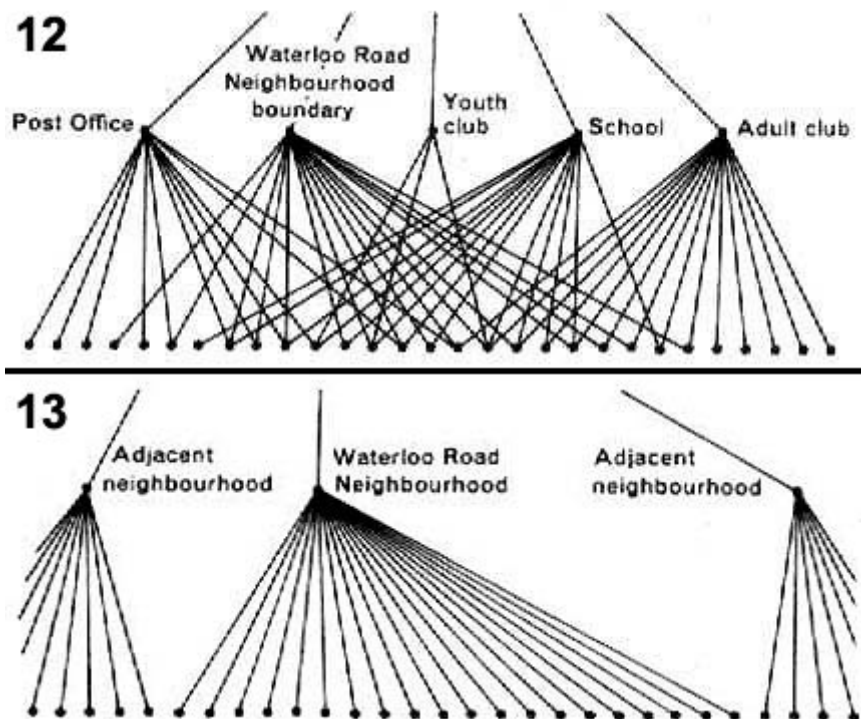 12
Waterloo Road
Neighbourhood
boundary
Post Office
Youth
club
School
Adult club
13
Adjacent
neighbourhood
Waterloo Road
Neighbourhood
Adjacent
neighbourhood